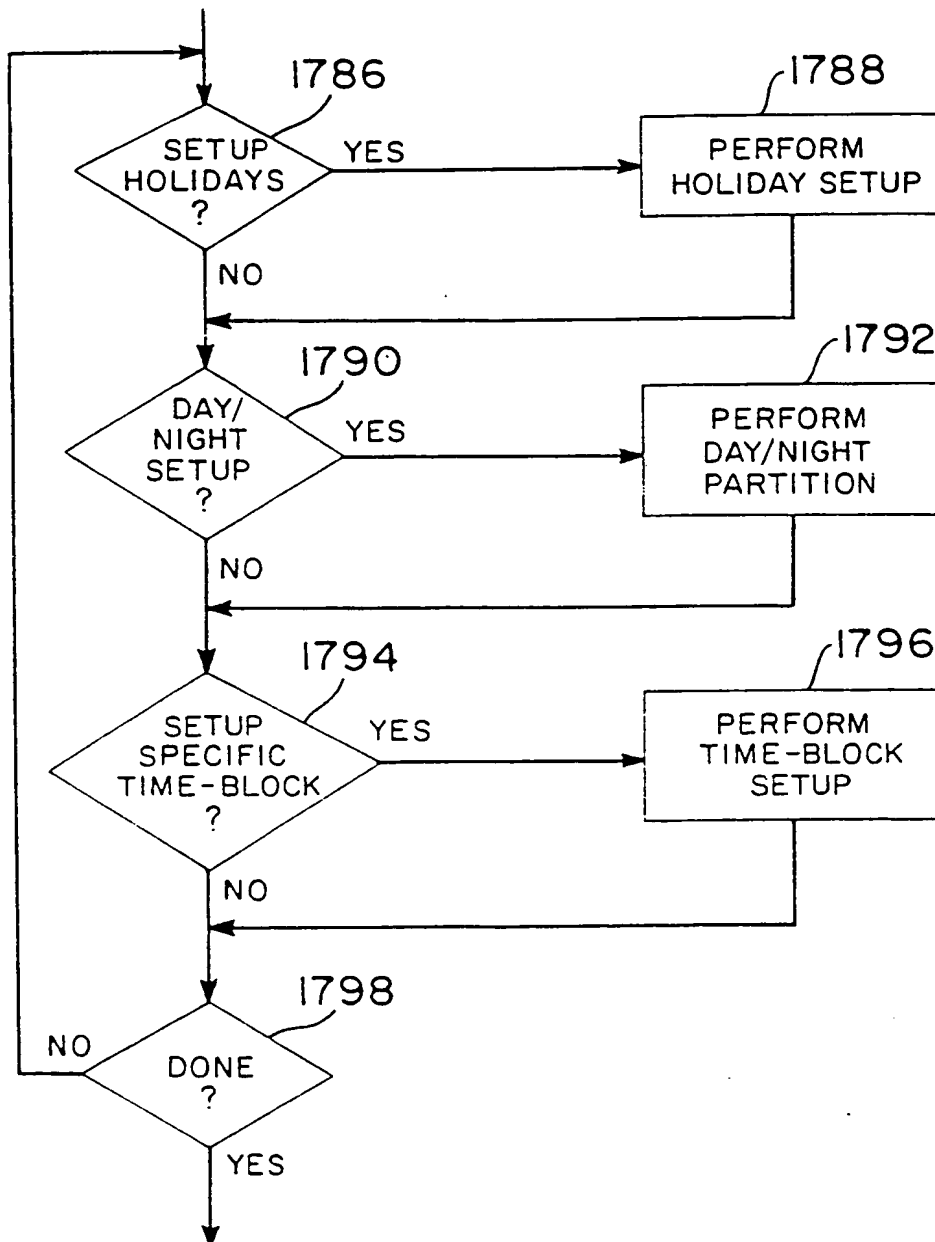 1786
SETUP
HOLIDAYS
?
YES
1788
PERFORM
HOLIDAY SETUP
NO
1790
DAY/
NIGHT
SETUP
?
YES
1792
PERFORM
DAY/NIGHT
PARTITION
NO
1794
SETUP
SPECIFIC
TIME-BLOCK
?
YES
1796
PERFORM
TIME-BLOCK
SETUP
NO
1798
NO
DONE
?
YES